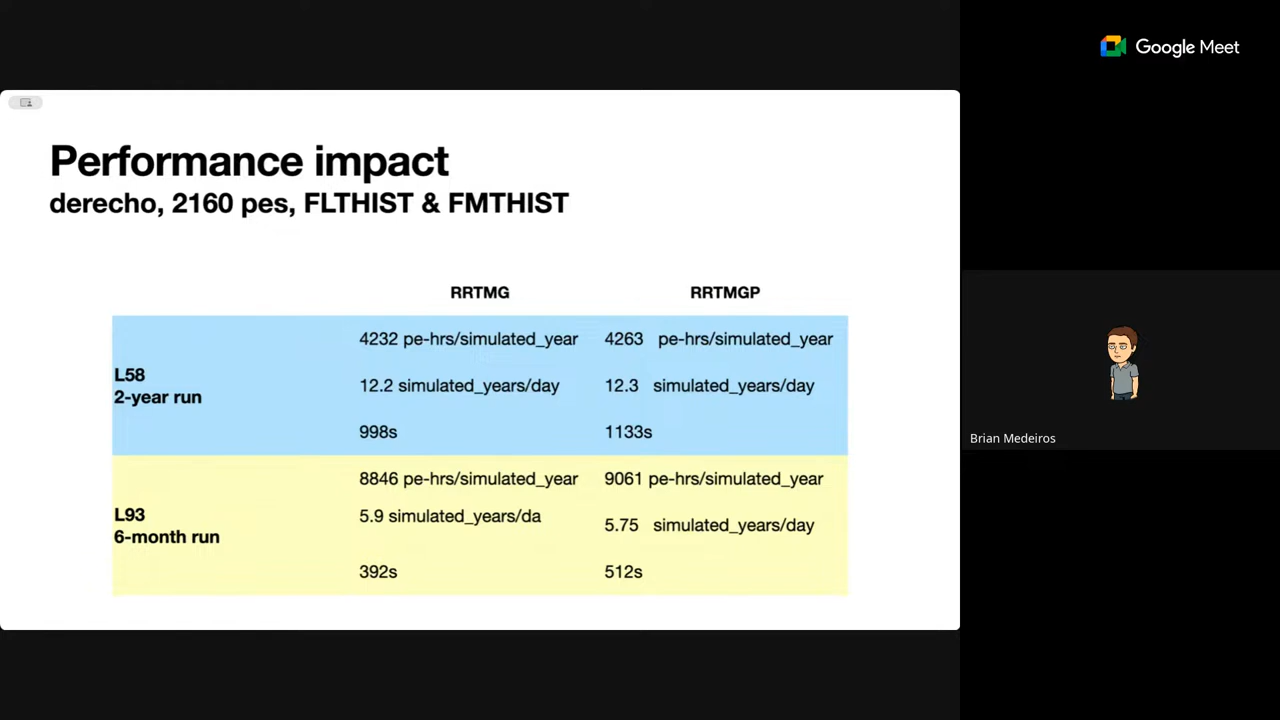 Google Meet
Performance impact
derecho, 2160 pes, FLTHIST & FMTHIST
RRTMG RRTMGP
L58
2-year run
4232 pe-hrs/simulated_year 4263 pe-hrs/simulated_year
12.2 simulated_years/day 12.3 simulated_years/day
998s 1133s
L93
6-month run
8846 pe-hrs/simulated_year 9061 pe-hrs/simulated_year
5.9 simulated_years/da 5.75 simulated_years/day
392s 512s
Brian Medeiros